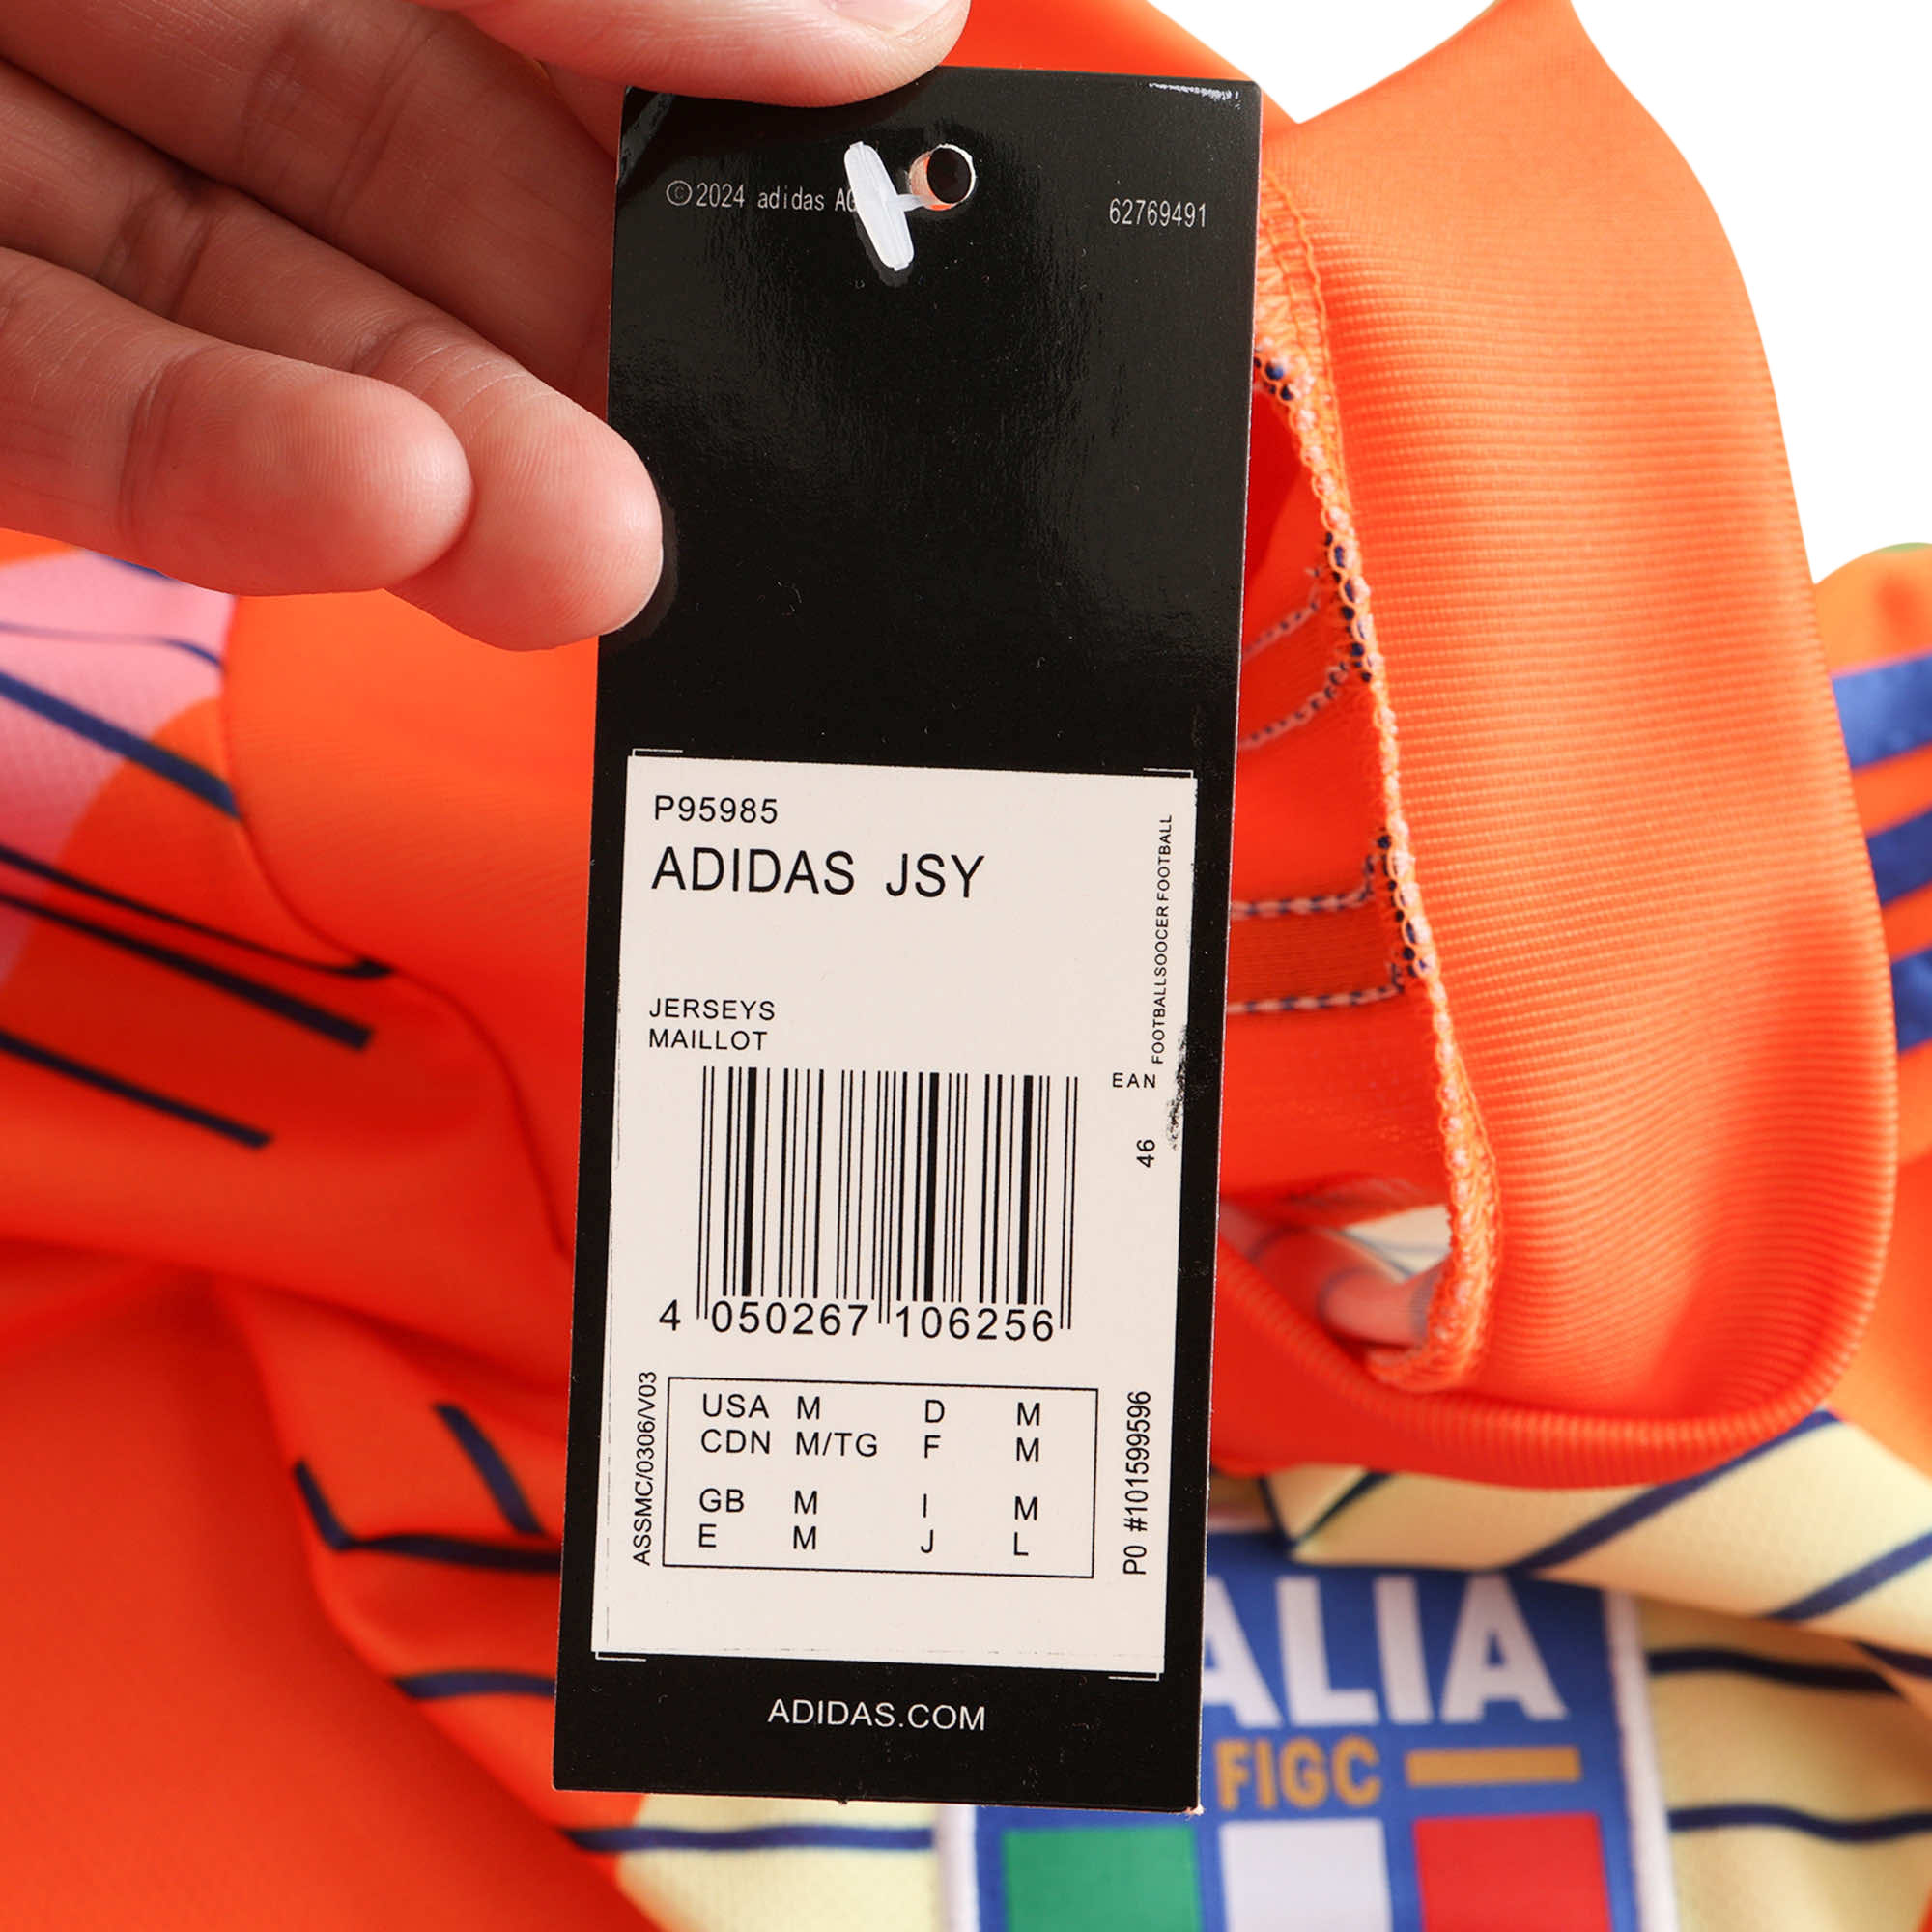 ©2024 adidas AG
62769491
P95985
ADIDAS JSY
FOOTBALLSOOCER FOOTBALL
JERSEYS
MAILLOT
EAN
46
4 050267 106256
ASSMC/0306/V03
USA M D M
CDN M/TG F M
GB M I M
E M J L
PO #101599596
ADIDAS.COM
ALIA
FIGC